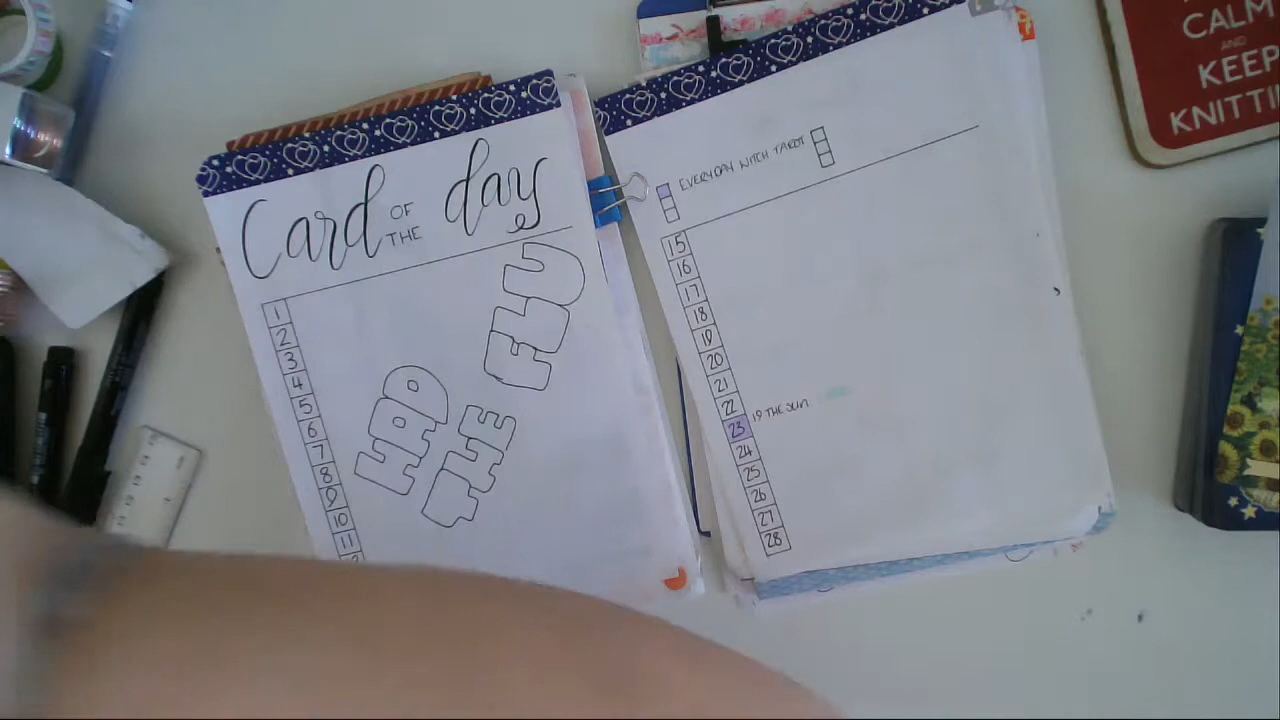 Card OF THE day
1
2
3
4
5
6
7
8
9
10
11
HAD
THE
FLU
EVERYDAY WITCH TAROT
15
16
17
18
19
20
21
22
23 19 THE SUN
24
25
26
27
28
CALM
AND
KEEP